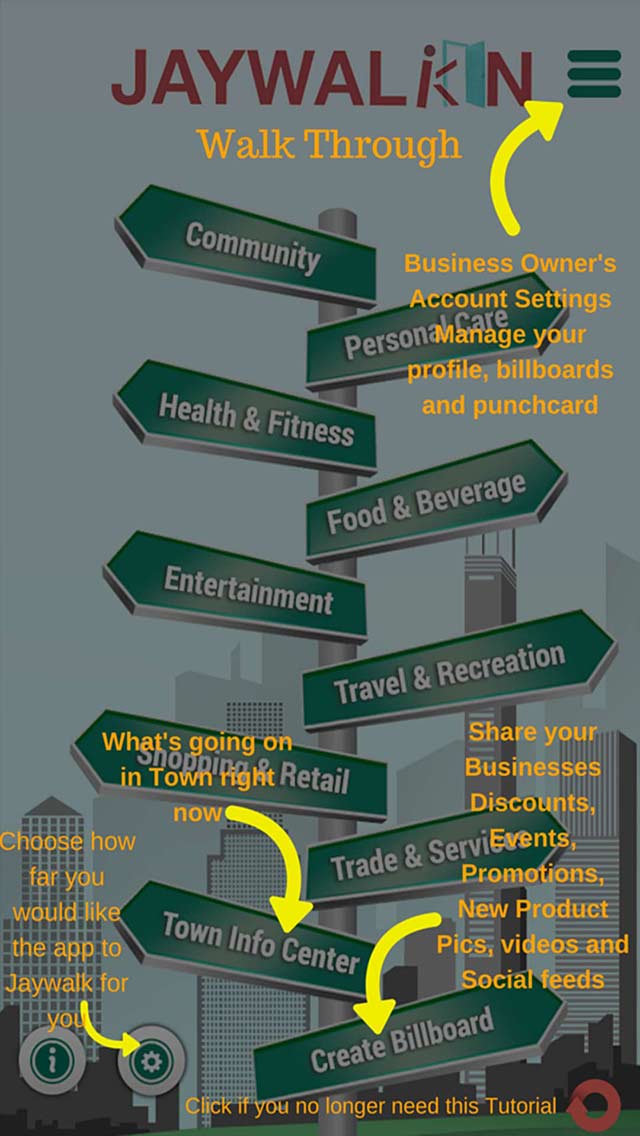 JAYWALKIN
Walk Through
Community
Business Owner's
Account Settings
Manage your
profile, billboards
and punchcard
Personal Care
Health & Fitness
Food & Beverage
Entertainment
Travel & Recreation
What's going on
in Town right
now
Shopping & Retail
Share your
Businesses
Discounts,
Events,
Promotions,
New Product
Pics, videos and
Social feeds
Trade & Services
Choose how
far you
would like
the app to
Jaywalk for
you
Town Info Center
Create Billboard
i
Click if you no longer need this Tutorial